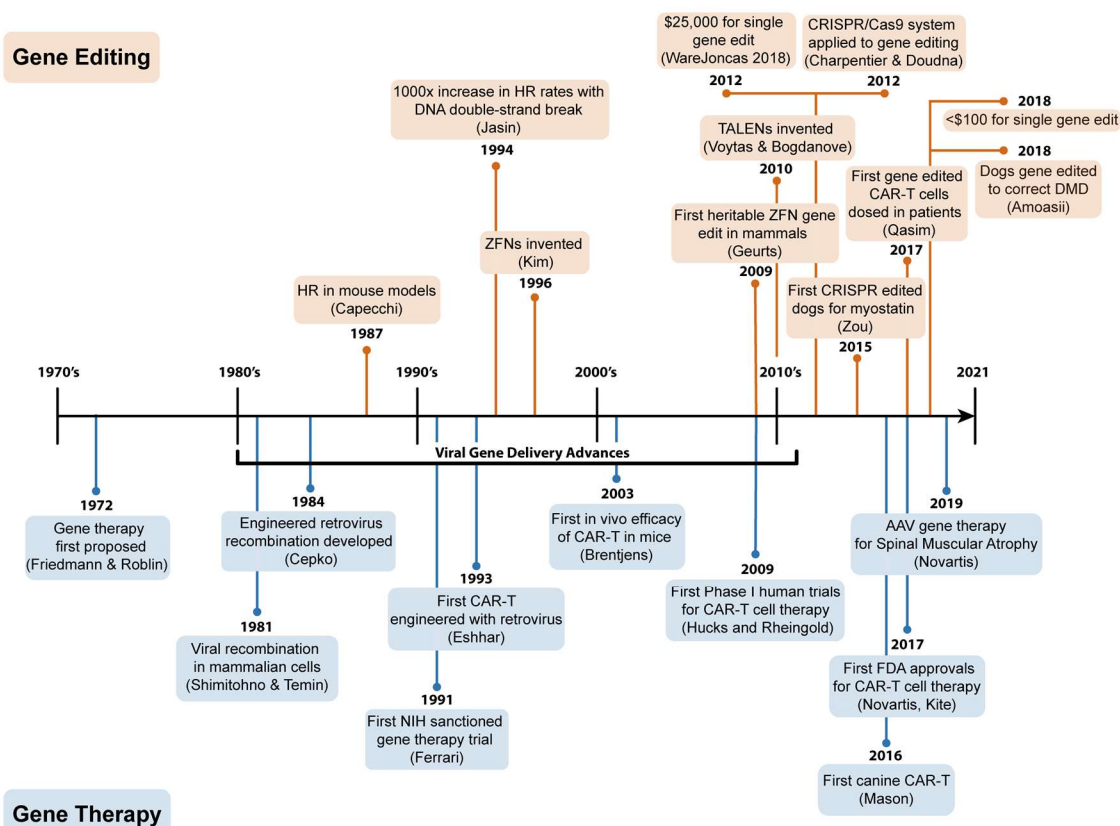 Gene Editing
$25,000 for single
gene edit
(WareJoncas 2018)
2012
CRISPR/Cas9 system
applied to gene editing
(Charpentier & Doudna)
2012
1000x increase in HR rates with
DNA double-strand break
(Jasin)
1994
2018
<$100 for single gene edit
TALENs invented
(Voytas & Bogdanove)
2010
2018
Dogs gene edited
to correct DMD
(Amoasii)
First gene edited
CAR-T cells
dosed in patients
(Qasim)
2017
First heritable ZFN gene
edit in mammals
(Geurts)
2009
ZFNs invented
(Kim)
1996
HR in mouse models
(Capecchi)
1987
First CRISPR edited
dogs for myostatin
(Zou)
2015
1970's
1980's
1990's
2000's
2010's
2021
Viral Gene Delivery Advances
1972
Gene therapy
first proposed
(Friedmann & Roblin)
1984
Engineered retrovirus
recombination developed
(Cepko)
2003
First in vivo efficacy
of CAR-T in mice
(Brentjens)
2019
AAV gene therapy
for Spinal Muscular Atrophy
(Novartis)
1993
First CAR-T
engineered with retrovirus
(Eshhar)
2009
First Phase I human trials
for CAR-T cell therapy
(Hucks and Rheingold)
1981
Viral recombination
in mammalian cells
(Shimitohno & Temin)
2017
First FDA approvals
for CAR-T cell therapy
(Novartis, Kite)
1991
First NIH sanctioned
gene therapy trial
(Ferrari)
2016
First canine CAR-T
(Mason)
Gene Therapy